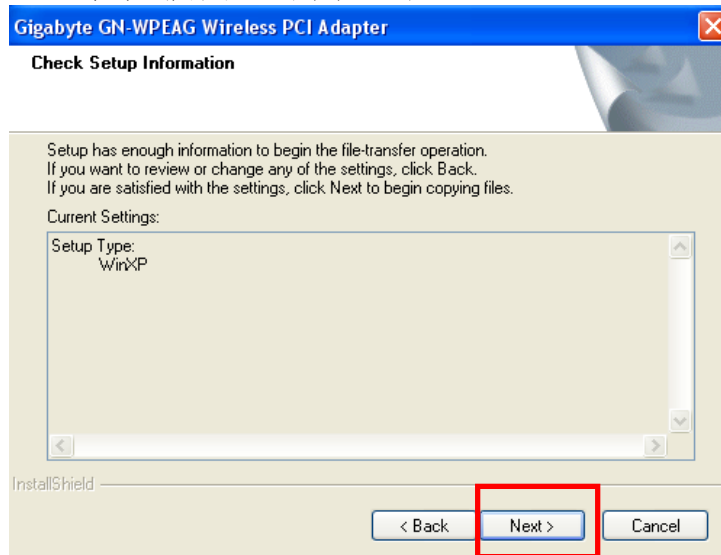 Gigabyte GN-WPEAG Wireless PCI Adapter
Check Setup Information
Setup has enough information to begin the file-transfer operation.
If you want to review or change any of the settings, click Back.
If you are satisfied with the settings, click Next to begin copying files.
Current Settings:
Setup Type:
WinXP
InstallShield
< Back
Next >
Cancel